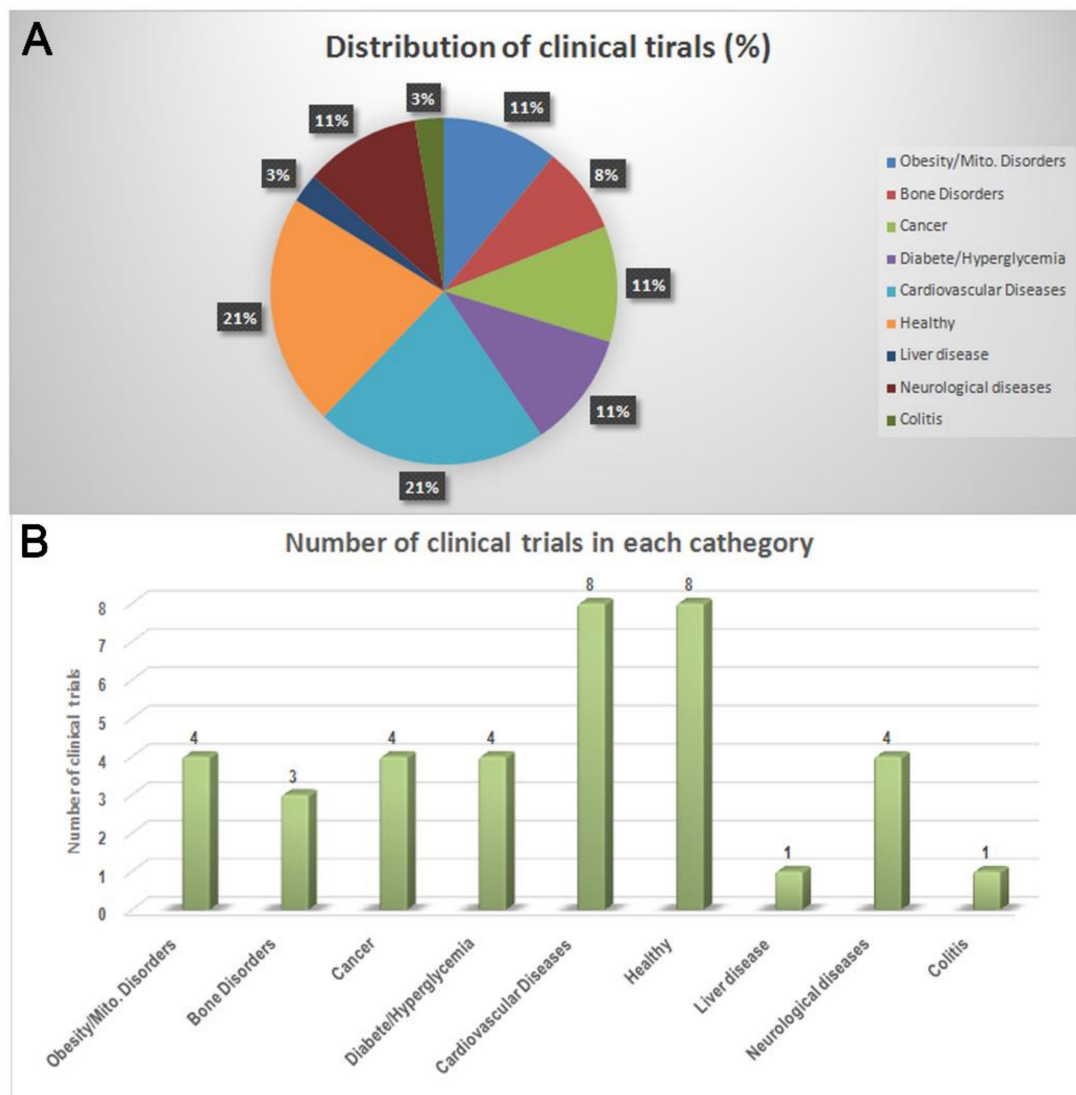 A
Distribution of clinical tirals (%)
3%
11%
11%
3%
8%
11%
21%
11%
21%
Obesity/Mito. Disorders
Bone Disorders
Cancer
Diabete/Hyperglycemia
Cardiovascular Diseases
Healthy
Liver disease
Neurological diseases
Colitis
B
Number of clinical trials in each cathegory
Number of clinical trials
8
7
6
5
4
3
2
1
0
4
3
4
4
8
8
1
4
1
Obesity/Mito. Disorders
Bone Disorders
Cancer
Diabete/Hyperglycemia
Cardiovascular Diseases
Healthy
Liver disease
Neurological diseases
Colitis